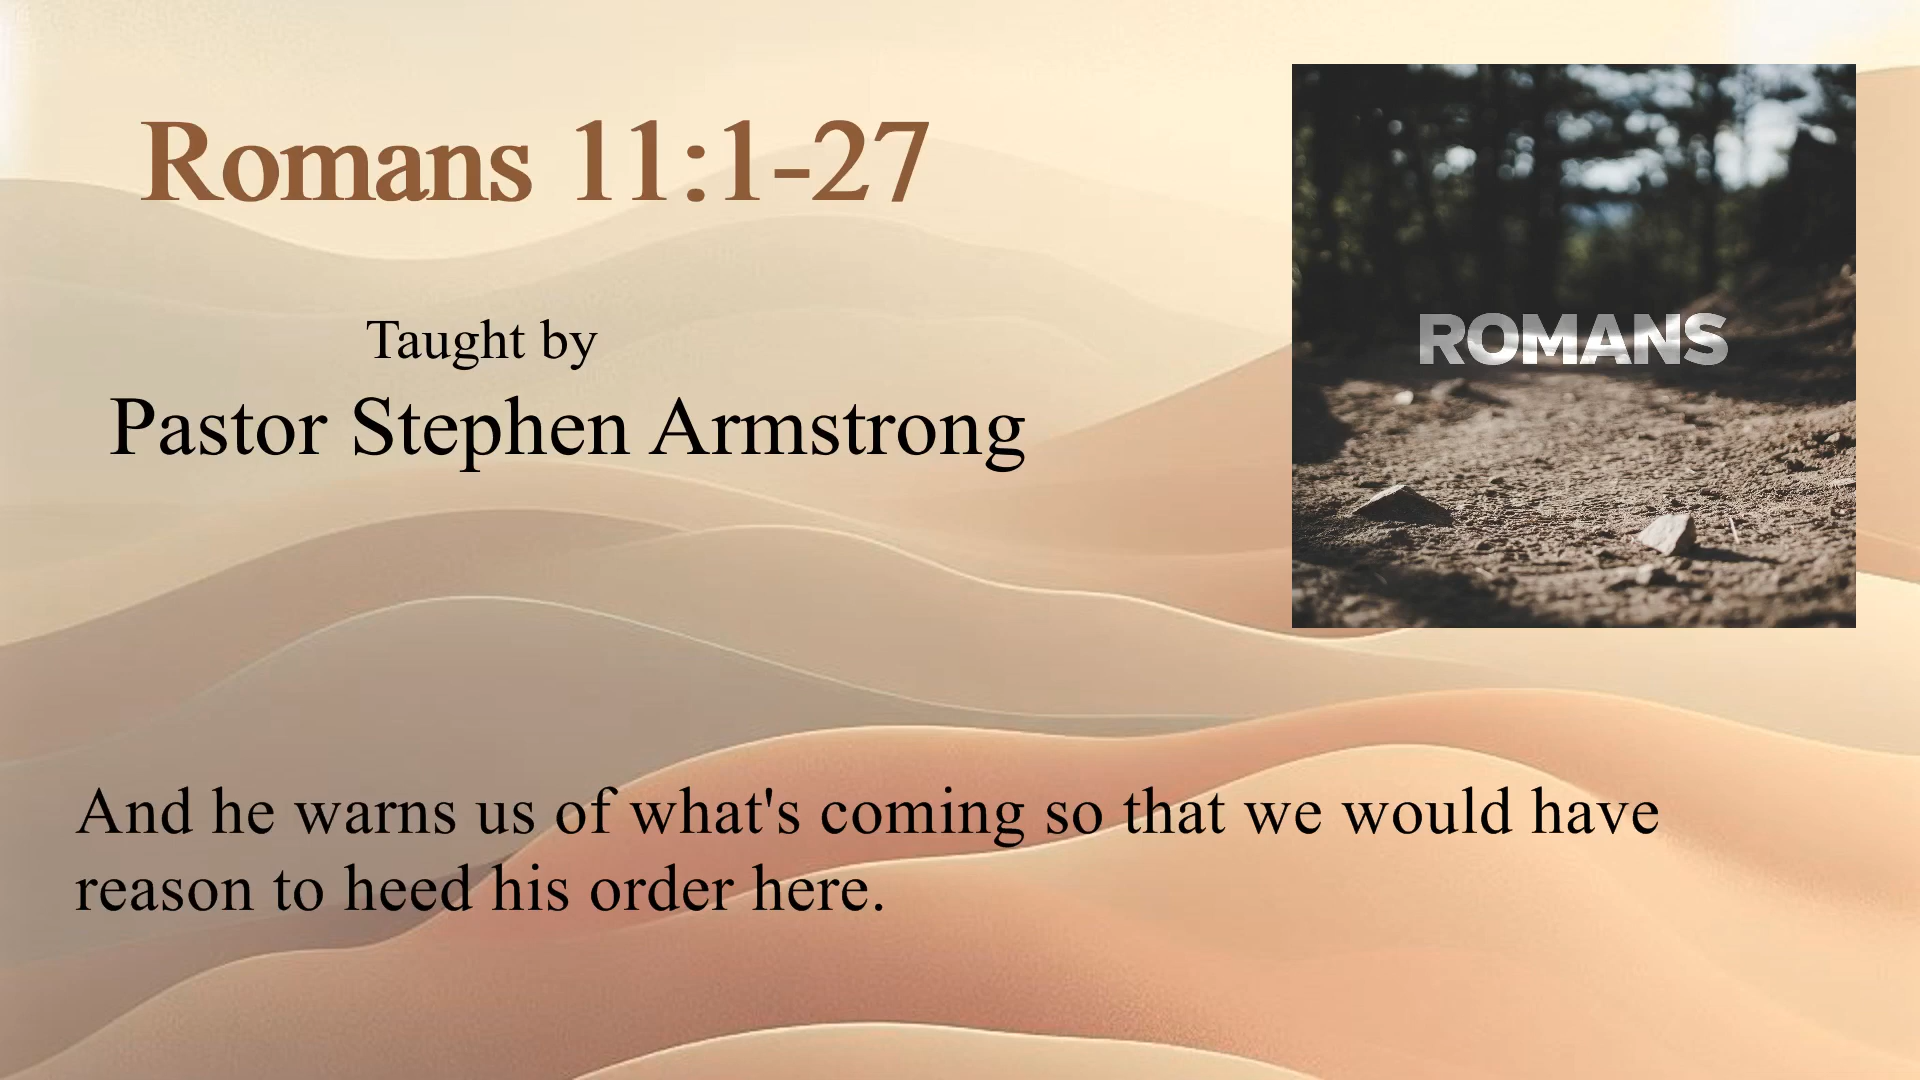 Romans 11:1-27
ROMANS
Taught by
Pastor Stephen Armstrong
And he warns us of what's coming so that we would have
reason to heed his order here.